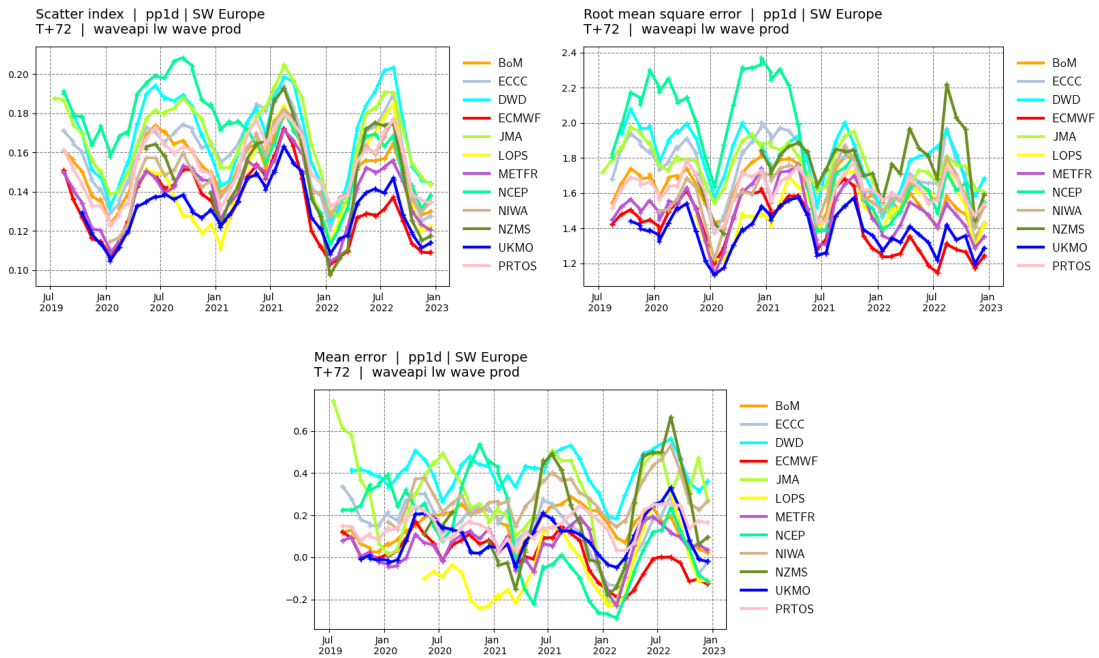 Scatter index | pp1d | SW Europe
T+72 | waveapi lw wave prod
0.20
0.18
0.16
0.14
0.12
0.10
Jul
2019
Jan
2020
Jul
2020
Jan
2021
Jul
2021
Jan
2022
Jul
2022
Jan
2023
BoM
ECCC
DWD
ECMWF
JMA
LOPS
METFR
NCEP
NIWA
NZMS
UKMO
PRTOS
Root mean square error | pp1d | SW Europe
T+72 | waveapi lw wave prod
2.4
2.2
2.0
1.8
1.6
1.4
1.2
Jul
2019
Jan
2020
Jul
2020
Jan
2021
Jul
2021
Jan
2022
Jul
2022
Jan
2023
BoM
ECCC
DWD
ECMWF
JMA
LOPS
METFR
NCEP
NIWA
NZMS
UKMO
PRTOS
Mean error | pp1d | SW Europe
T+72 | waveapi lw wave prod
0.6
0.4
0.2
0.0
−0.2
Jul
2019
Jan
2020
Jul
2020
Jan
2021
Jul
2021
Jan
2022
Jul
2022
Jan
2023
BoM
ECCC
DWD
ECMWF
JMA
LOPS
METFR
NCEP
NIWA
NZMS
UKMO
PRTOS